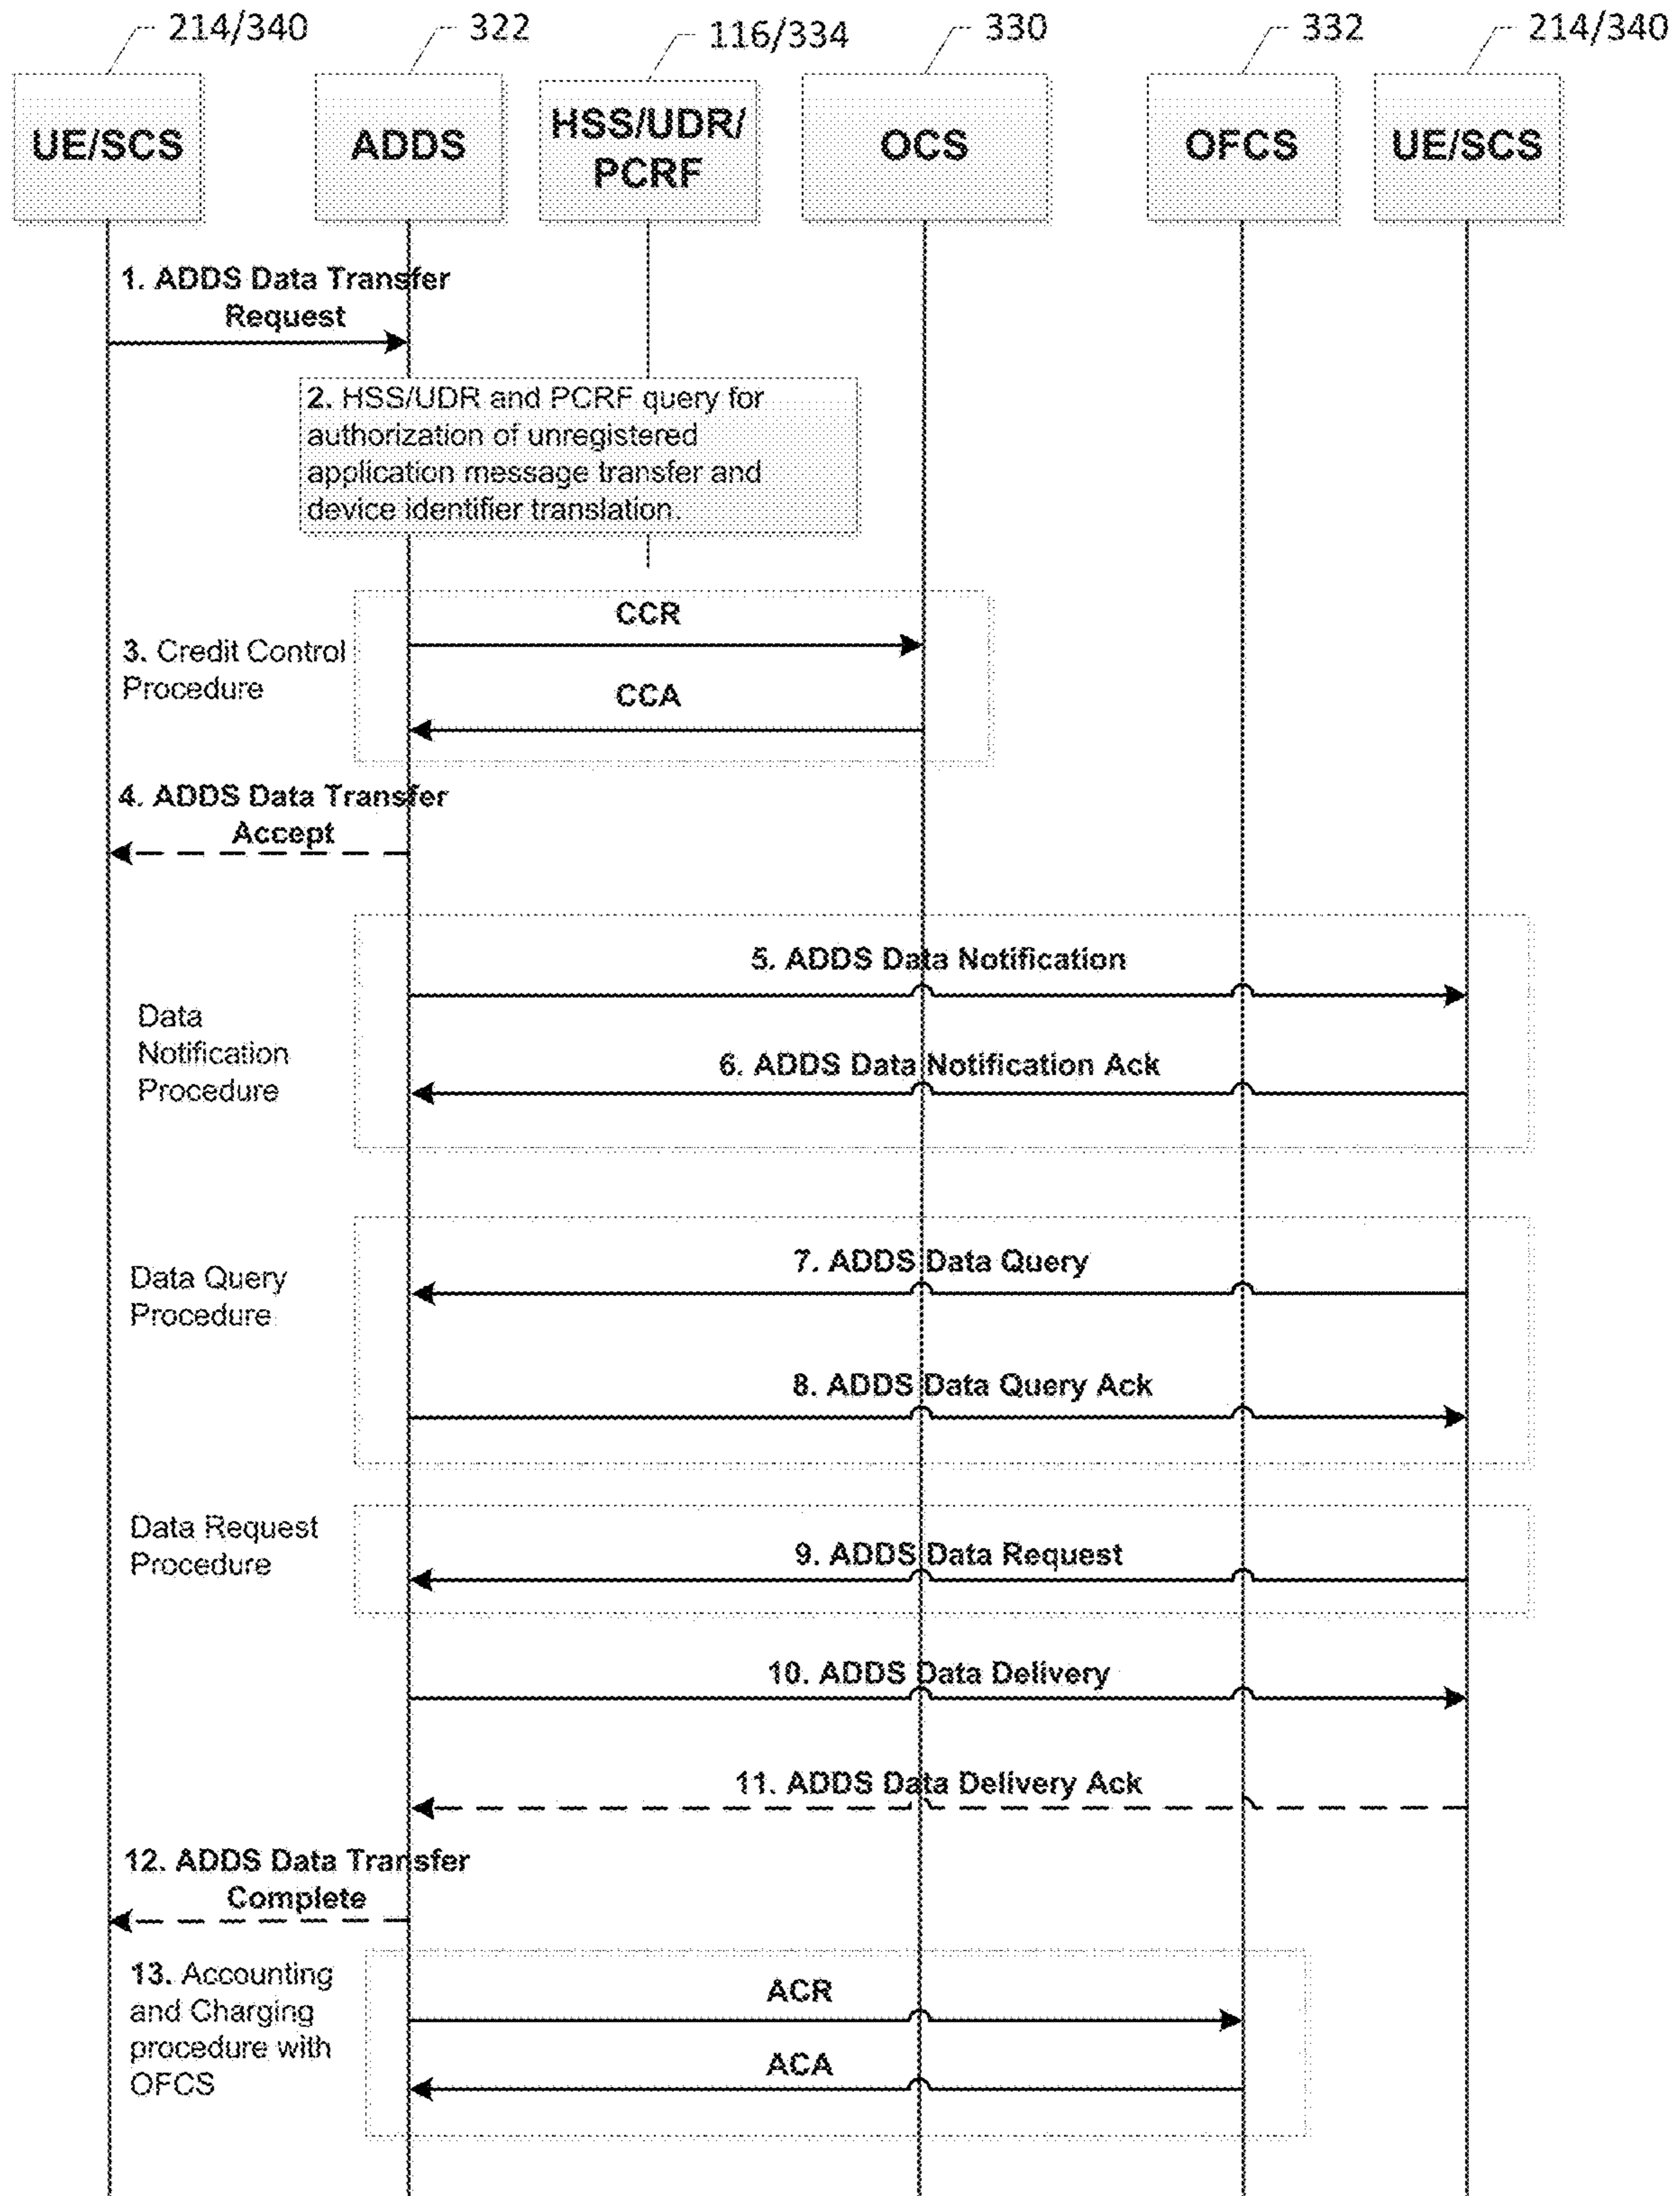 214/340
322
116/334
330
332
214/340
UE/SCS
ADDS
HSS/UDR/
PCRF
OCS
OFCS
UE/SCS
1. ADDS Data Transfer
Request
2. HSS/UDR and PCRF query for
authorization of unregistered
application message transfer and
device identifier translation.
CCR
3. Credit Control
Procedure
CCA
4. ADDS Data Transfer
Accept
5. ADDS Data Notification
Data
Notification
Procedure
6. ADDS Data Notification Ack
7. ADDS Data Query
Data Query
Procedure
8. ADDS Data Query Ack
Data Request
Procedure
9. ADDS Data Request
10. ADDS Data Delivery
11. ADDS Data Delivery Ack
12. ADDS Data Transfer
Complete
13. Accounting
and Charging
procedure with
OFCS
ACR
ACA